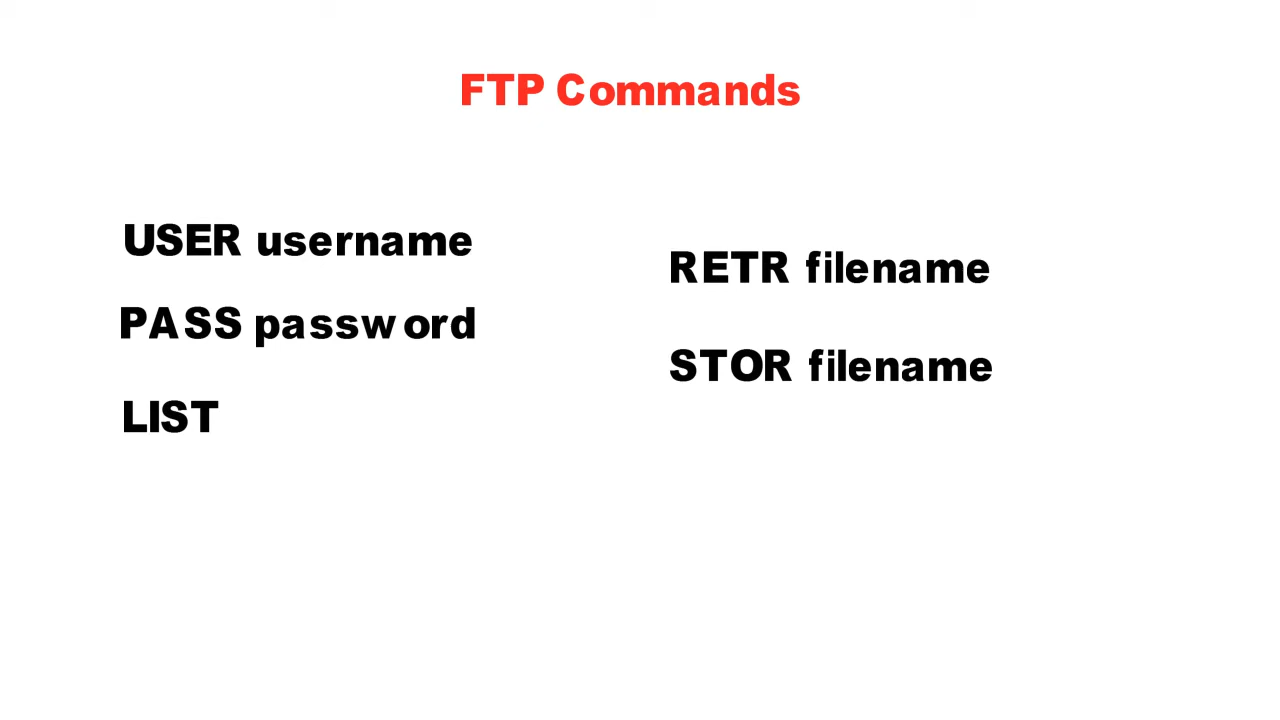 FTP Commands
USER username
PASS password
LIST
RETR filename
STOR filename